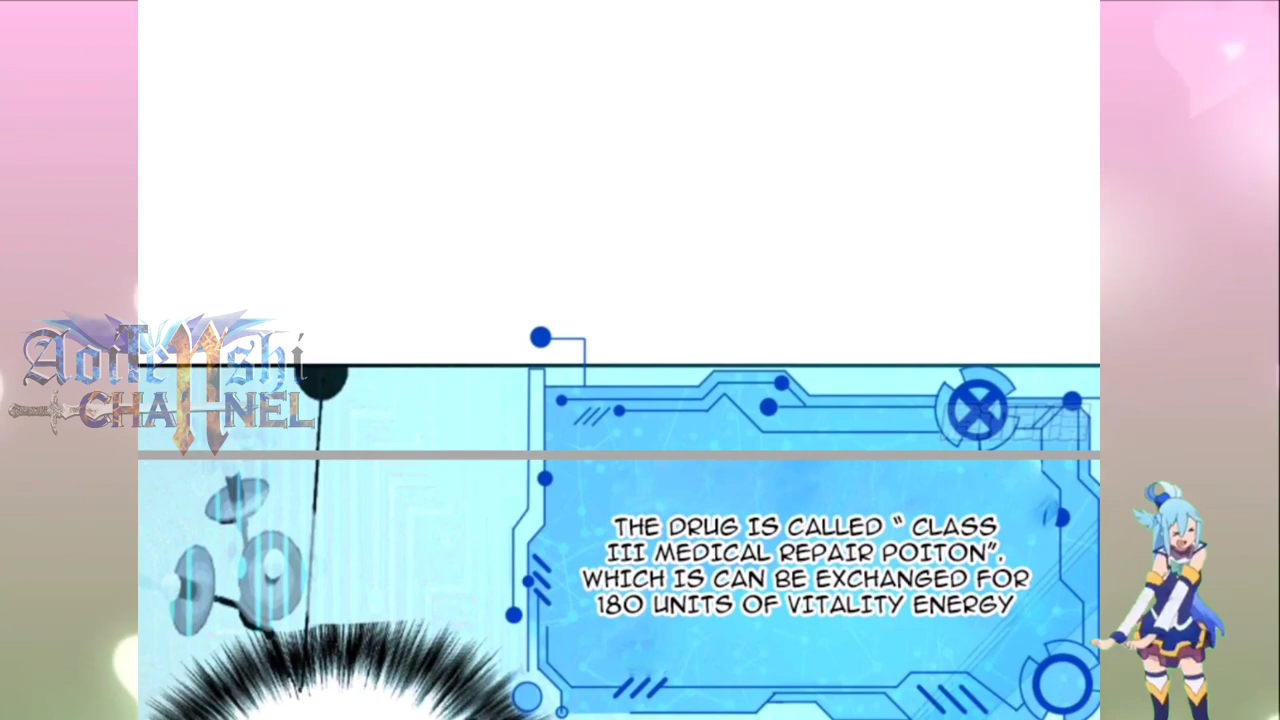 AoiTenshi
CHANNEL
THE DRUG IS CALLED “ CLASS
III MEDICAL REPAIR POITON”.
WHICH IS CAN BE EXCHANGED FOR
180 UNITS OF VITALITY ENERGY